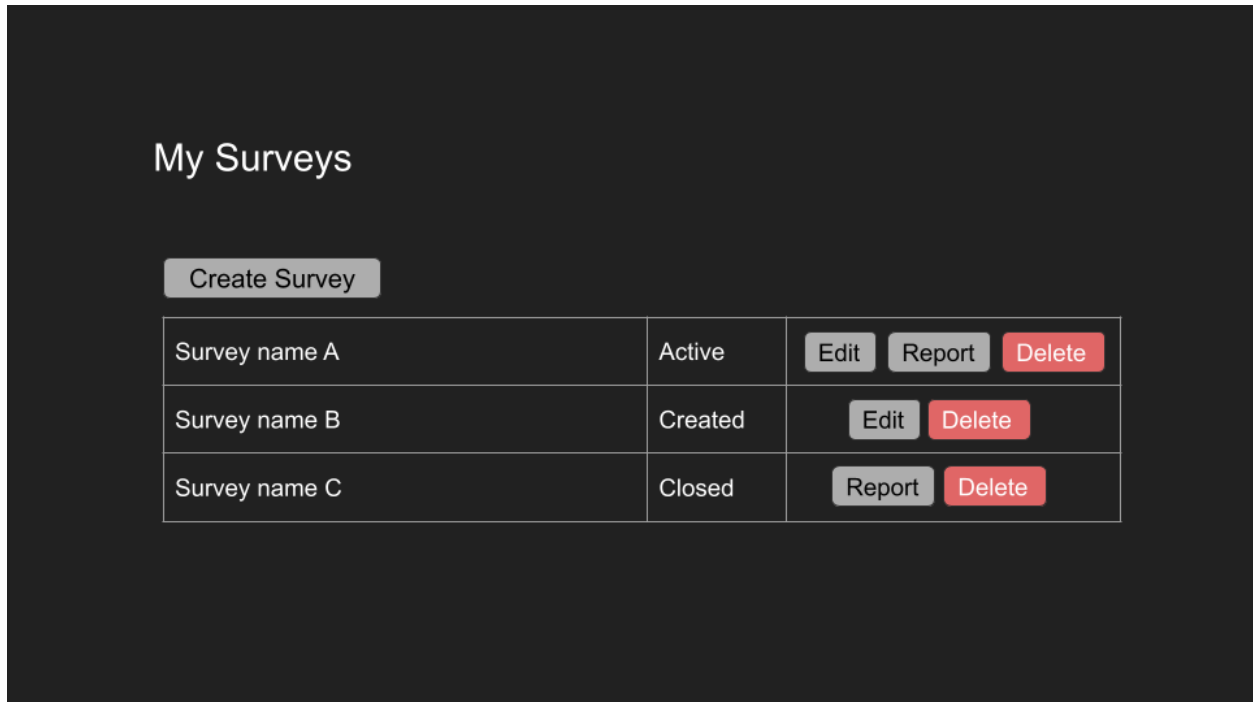 My Surveys
Create Survey
Survey name A Active Edit Report Delete
Survey name B Created Edit Delete
Survey name C Closed Report Delete